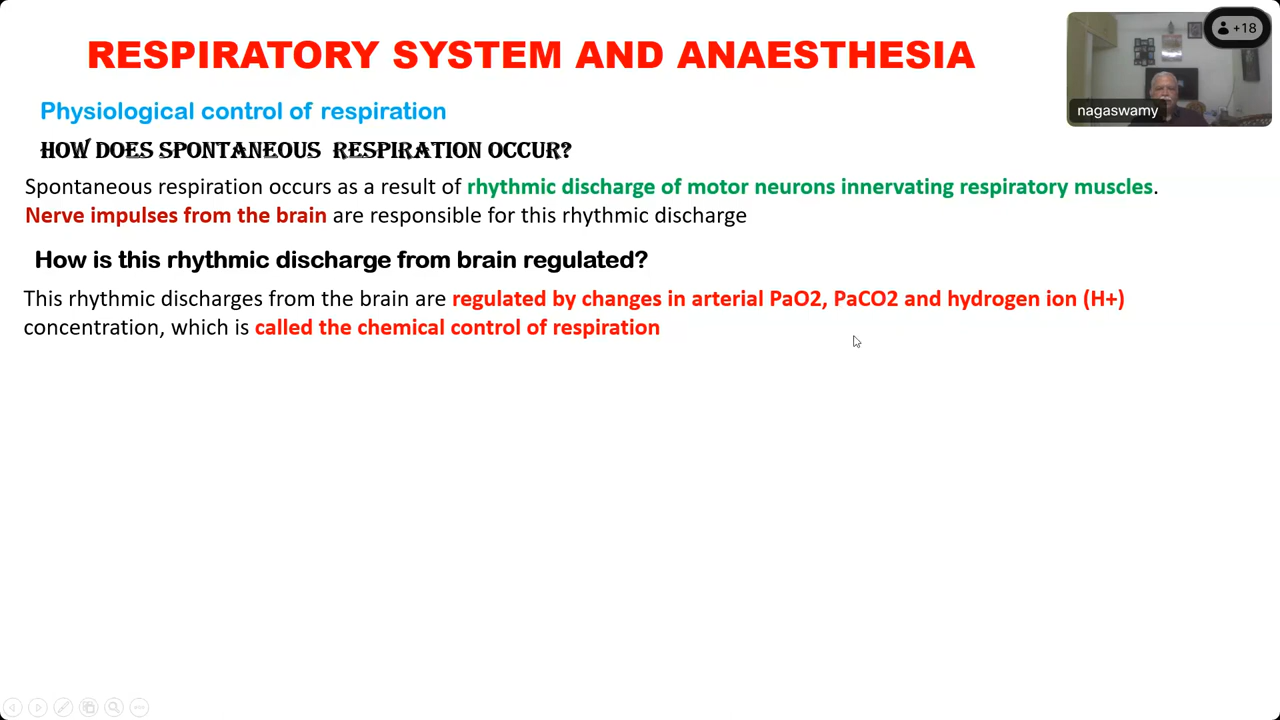 RESPIRATORY SYSTEM AND ANAESTHESIA
+18
nagaswamy
Physiological control of respiration
HOW DOES SPONTANEOUS RESPIRATION OCCUR?
Spontaneous respiration occurs as a result of rhythmic discharge of motor neurons innervating respiratory muscles.
Nerve impulses from the brain are responsible for this rhythmic discharge
How is this rhythmic discharge from brain regulated?
This rhythmic discharges from the brain are regulated by changes in arterial PaO2, PaCO2 and hydrogen ion (H+)
concentration, which is called the chemical control of respiration